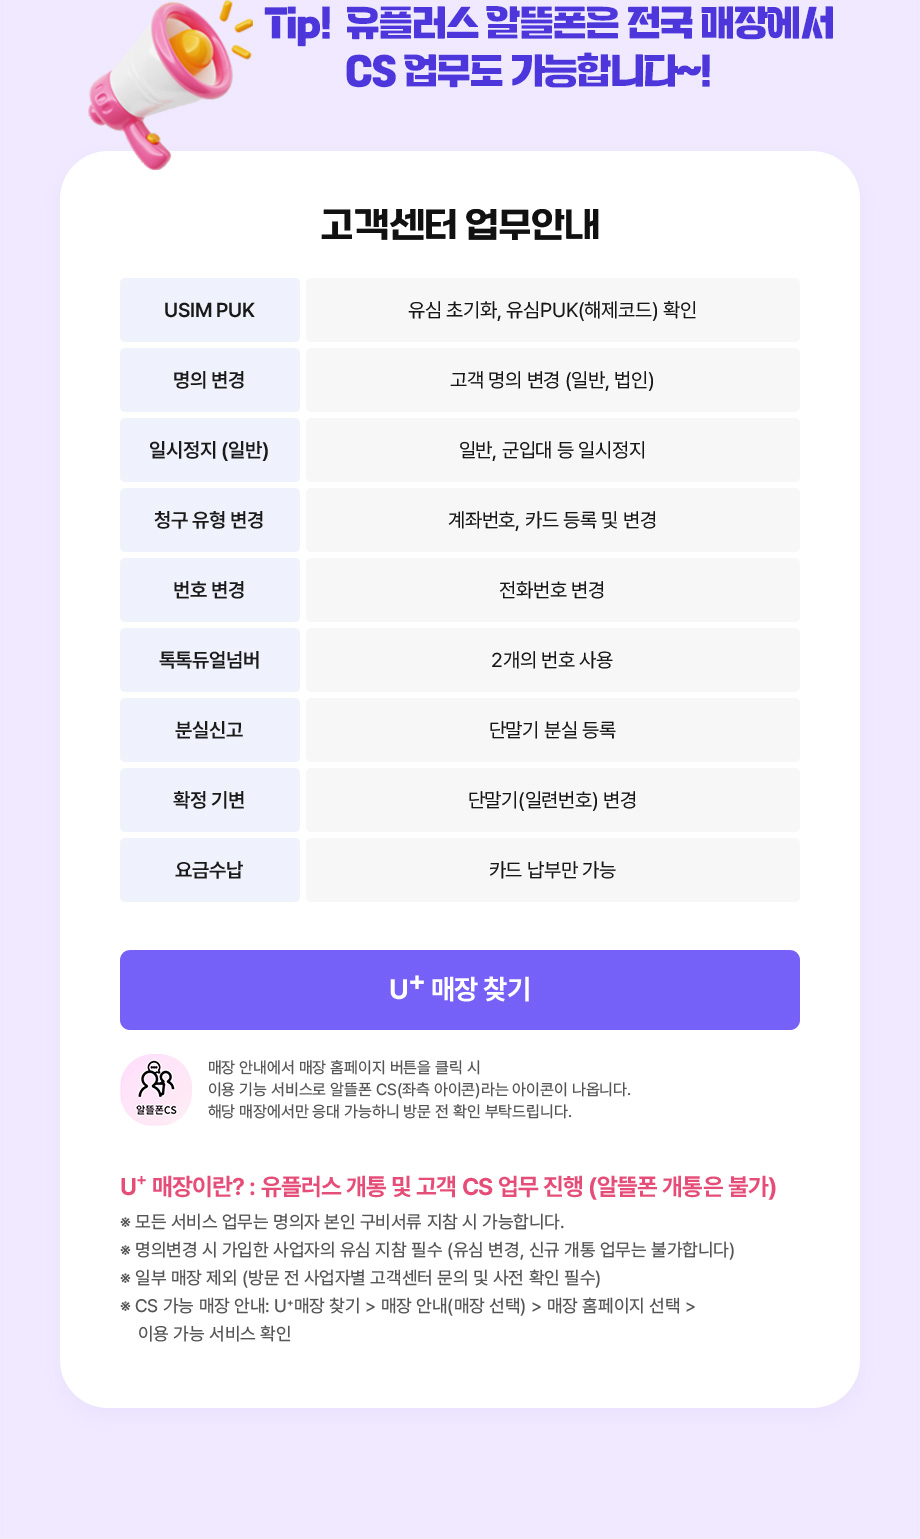 Tip! 유플러스 알뜰폰은 전국 매장에서
CS 업무도 가능합니다~!
고객센터 업무안내
USIM PUK 유심 초기화, 유심PUK(해제코드) 확인
명의 변경 고객 명의 변경 (일반, 법인)
일시정지 (일반) 일반, 군입대 등 일시정지
청구 유형 변경 계좌번호, 카드 등록 및 변경
번호 변경 전화번호 변경
톡톡듀얼넘버 2개의 번호 사용
분실신고 단말기 분실 등록
확정 기변 단말기(일련번호) 변경
요금수납 카드 납부만 가능
U⁺ 매장 찾기
알뜰폰CS
매장 안내에서 매장 홈페이지 버튼을 클릭 시
이용 기능 서비스로 알뜰폰 CS(좌측 아이콘)라는 아이콘이 나옵니다.
해당 매장에서만 응대 가능하니 방문 전 확인 부탁드립니다.
U⁺ 매장이란? : 유플러스 개통 및 고객 CS 업무 진행 (알뜰폰 개통은 불가)
※ 모든 서비스 업무는 명의자 본인 구비서류 지참 시 가능합니다.
※ 명의변경 시 가입한 사업자의 유심 지참 필수 (유심 변경, 신규 개통 업무는 불가합니다)
※ 일부 매장 제외 (방문 전 사업자별 고객센터 문의 및 사전 확인 필수)
※ CS 가능 매장 안내: U⁺매장 찾기 > 매장 안내(매장 선택) > 매장 홈페이지 선택 >
이용 가능 서비스 확인